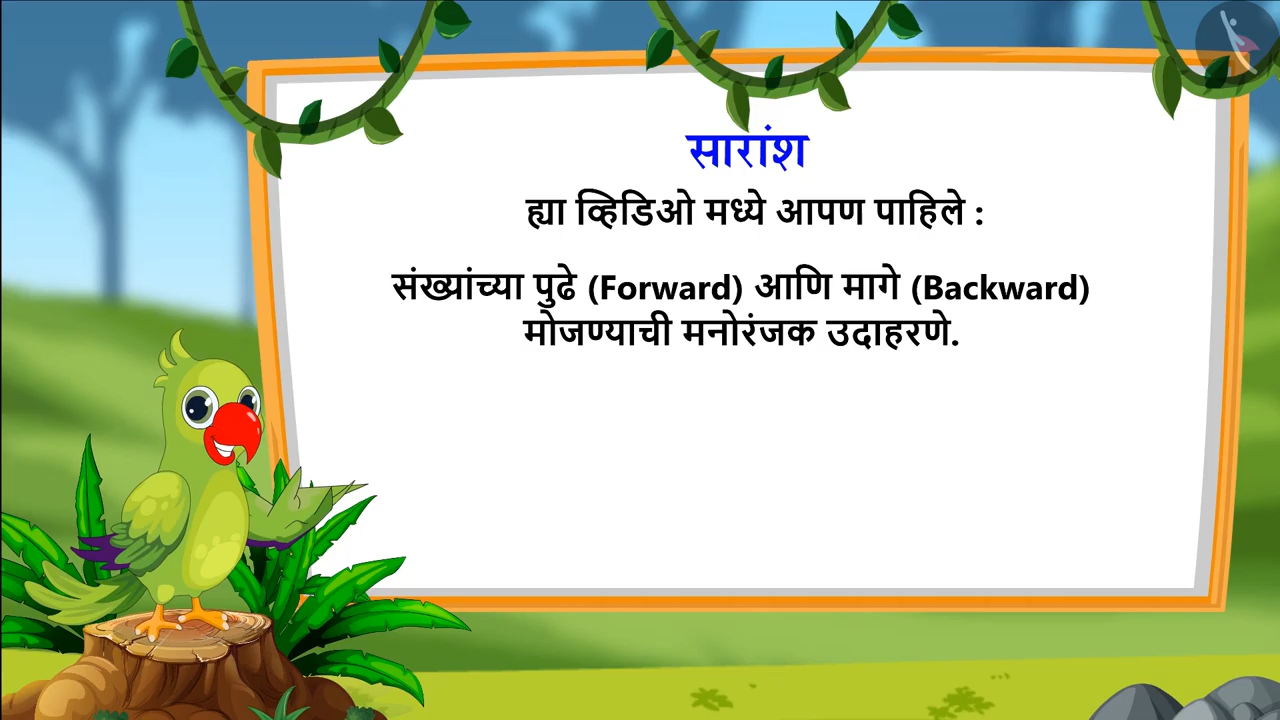 सारांश
ह्या व्हिडिओ मध्ये आपण पाहिले :
संख्यांच्या पुढे (Forward) आणि मागे (Backward)
मोजण्याची मनोरंजक उदाहरणे.